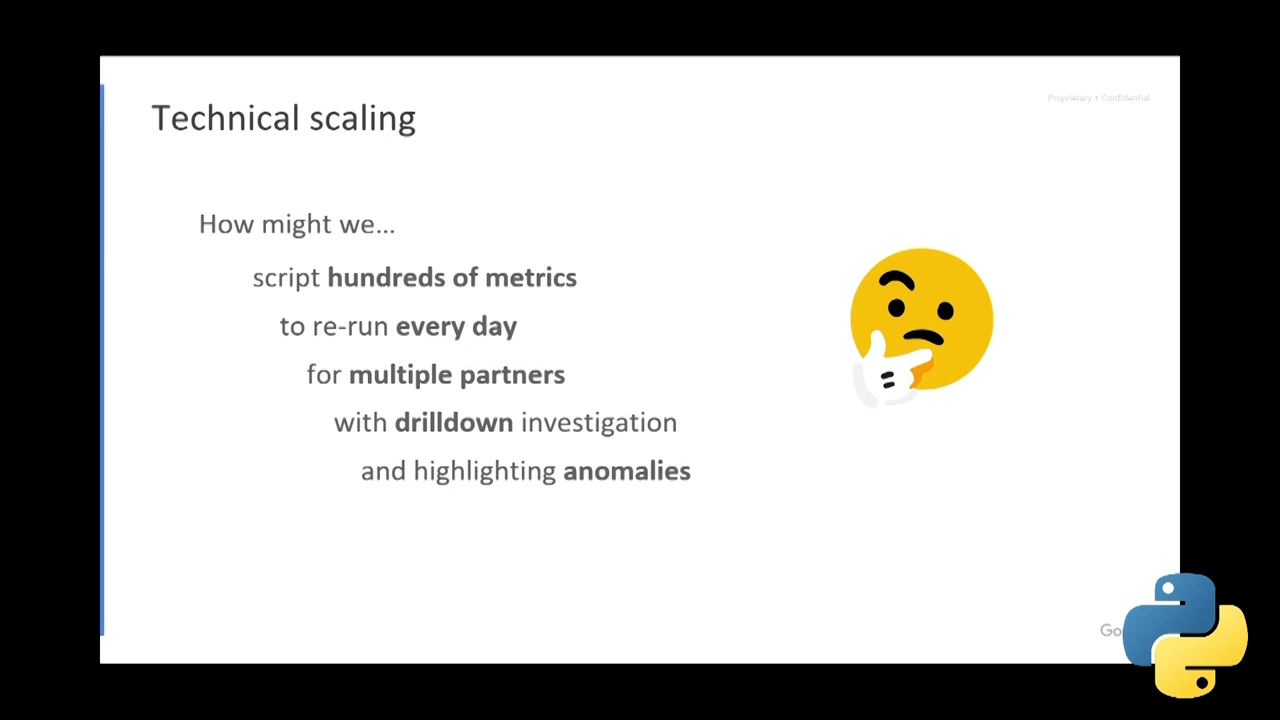 Proprietary + Confidential
Technical scaling
How might we...
script hundreds of metrics
to re-run every day
for multiple partners
with drilldown investigation
and highlighting anomalies